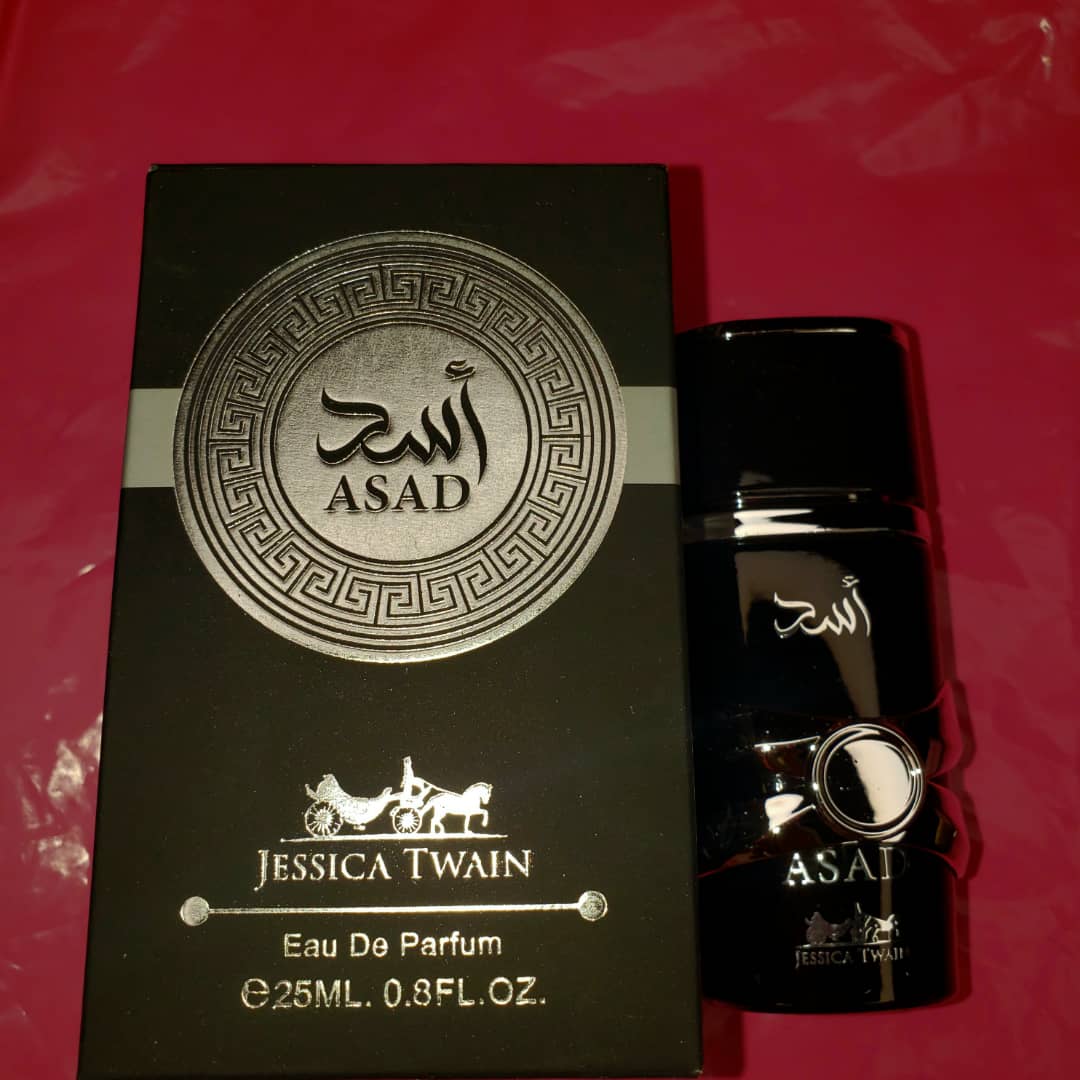 أسد
ASAD
JESSICA TWAIN
Eau De Parfum
℮25ML. 0.8FL.OZ.
أسد
ASAD
JESSICA TWAIN